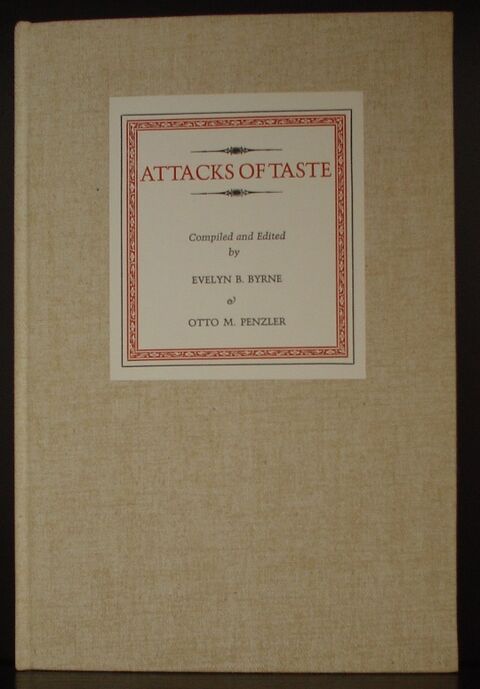 ATTACKS OF TASTE
Compiled and Edited
by
EVELYN B. BYRNE
&
OTTO M. PENZLER